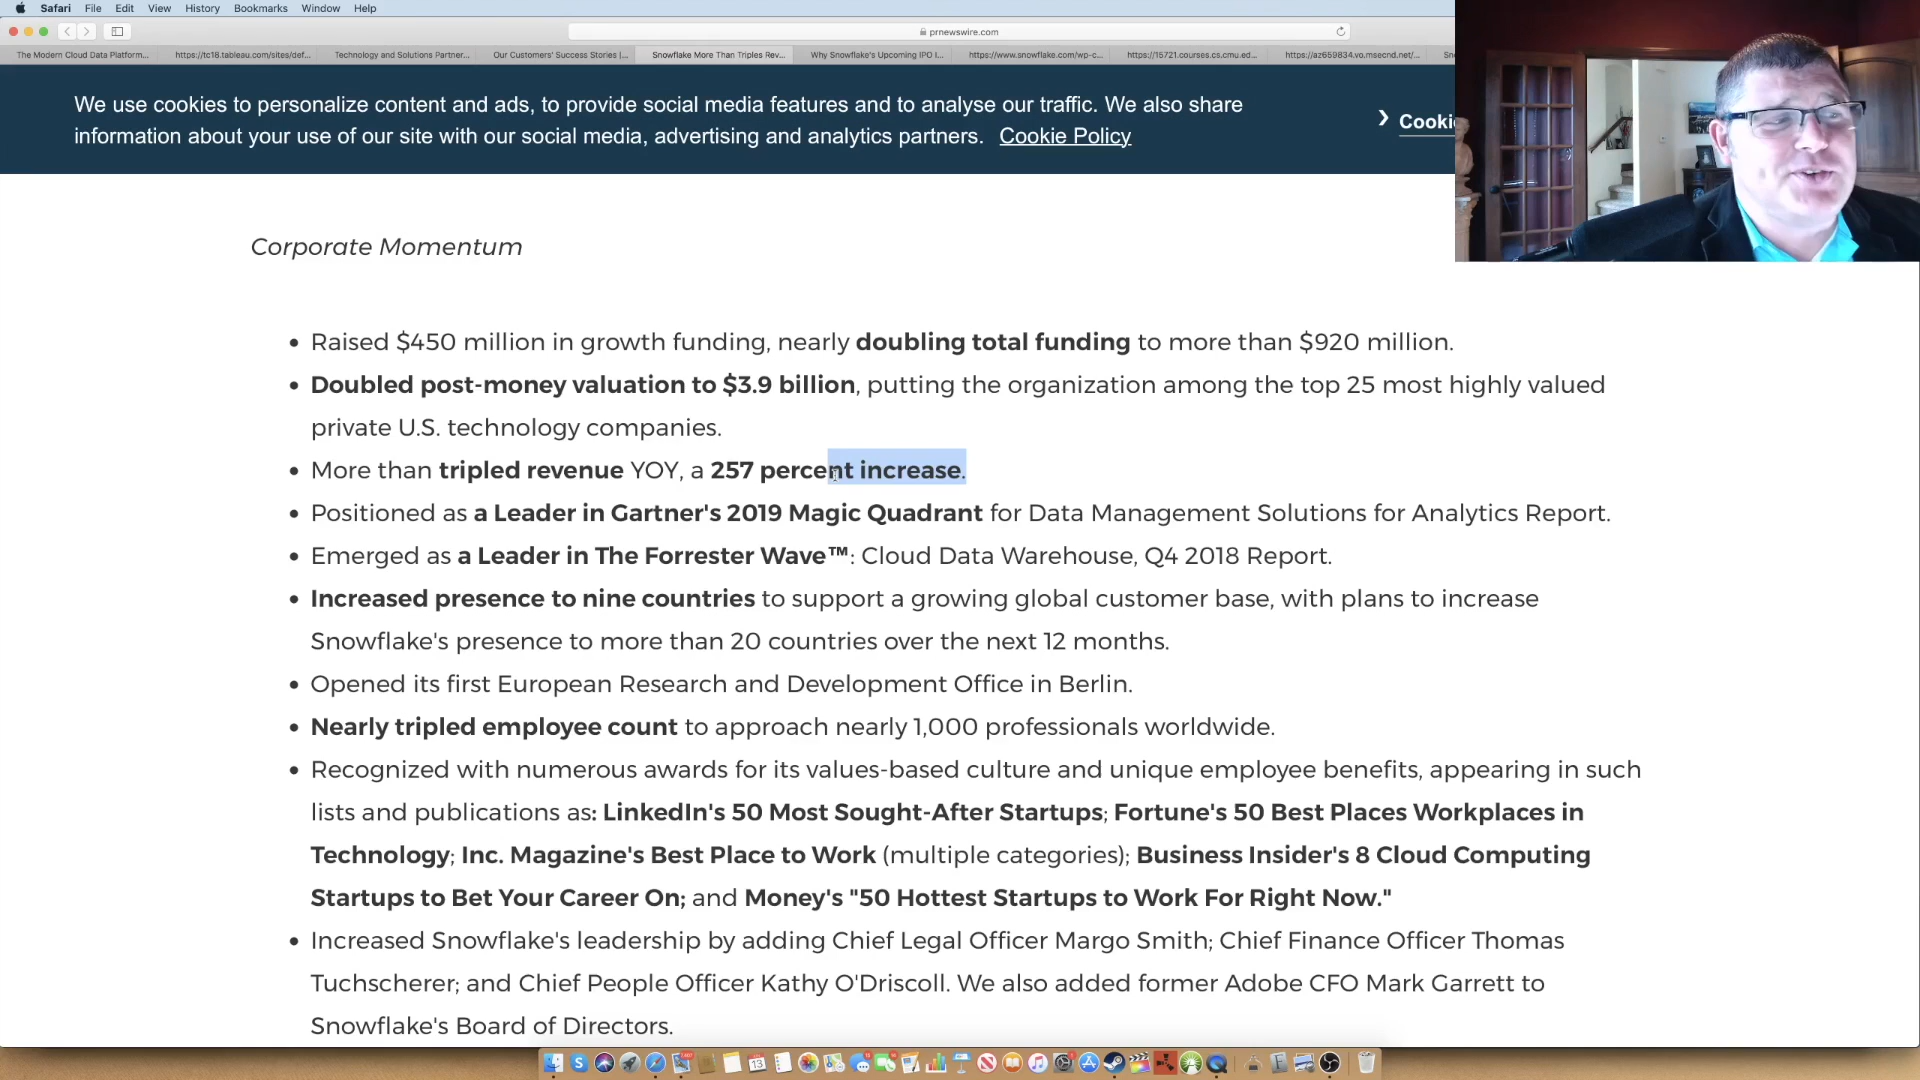 Safari File Edit View History Bookmarks Window Help
prnewswire.com
The Modern Cloud Data Platform... https://tc18.tableau.com/sites/def... Technology and Solutions Partner... Our Customers' Success Stories |... Snowflake More Than Triples Rev... Why Snowflake's Upcoming IPO I... https://www.snowflake.com/wp-c... https://15721.courses.cs.cmu.ed... https://az659834.vo.msecnd.net/...
We use cookies to personalize content and ads, to provide social media features and to analyse our traffic. We also share
information about your use of our site with our social media, advertising and analytics partners. Cookie Policy
Corporate Momentum
• Raised $450 million in growth funding, nearly doubling total funding to more than $920 million.
• Doubled post-money valuation to $3.9 billion, putting the organization among the top 25 most highly valued
private U.S. technology companies.
• More than tripled revenue YOY, a 257 percent increase.
• Positioned as a Leader in Gartner's 2019 Magic Quadrant for Data Management Solutions for Analytics Report.
• Emerged as a Leader in The Forrester Wave™: Cloud Data Warehouse, Q4 2018 Report.
• Increased presence to nine countries to support a growing global customer base, with plans to increase
Snowflake's presence to more than 20 countries over the next 12 months.
• Opened its first European Research and Development Office in Berlin.
• Nearly tripled employee count to approach nearly 1,000 professionals worldwide.
• Recognized with numerous awards for its values-based culture and unique employee benefits, appearing in such
lists and publications as: LinkedIn's 50 Most Sought-After Startups; Fortune's 50 Best Places Workplaces in
Technology; Inc. Magazine's Best Place to Work (multiple categories); Business Insider's 8 Cloud Computing
Startups to Bet Your Career On; and Money's "50 Hottest Startups to Work For Right Now."
• Increased Snowflake's leadership by adding Chief Legal Officer Margo Smith; Chief Finance Officer Thomas
Tuchscherer; and Chief People Officer Kathy O'Driscoll. We also added former Adobe CFO Mark Garrett to
Snowflake's Board of Directors.